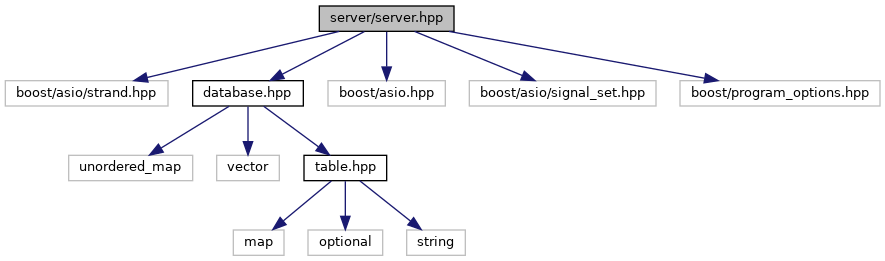 server/server.hpp
boost/asio/strand.hpp
database.hpp
boost/asio.hpp
boost/asio/signal_set.hpp
boost/program_options.hpp
unordered_map
vector
table.hpp
map
optional
string